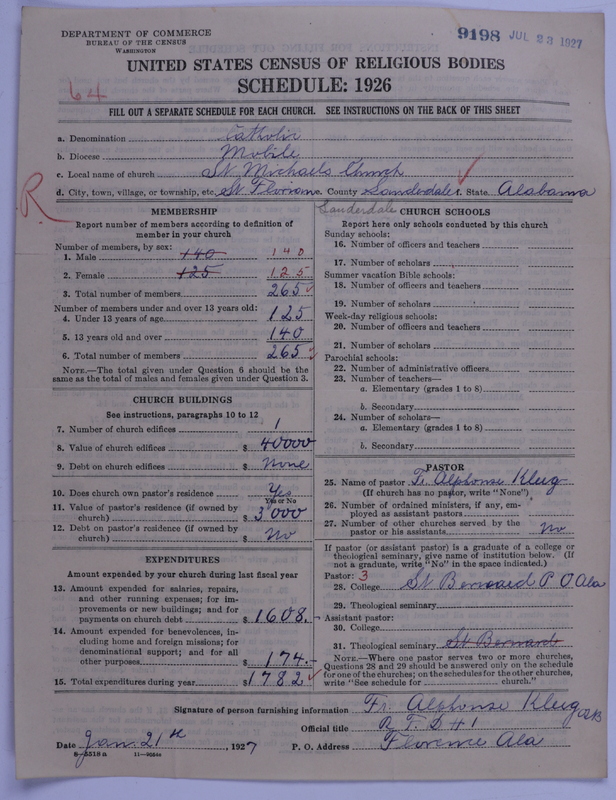 DEPARTMENT OF COMMERCE
BUREAU OF THE CENSUS
WASHINGTON
9198 JUL 23 1927
UNITED STATES CENSUS OF RELIGIOUS BODIES
SCHEDULE: 1926
64
FILL OUT A SEPARATE SCHEDULE FOR EACH CHURCH. SEE INSTRUCTIONS ON THE BACK OF THIS SHEET
a. Denomination Catholic
b. Diocese Mobile
c. Local name of church St Michaels Church
d. City, town, village, or township, etc. St Florian County Lauderdale State Alabama
R
Lauderdale
MEMBERSHIP
Report number of members according to definition of
member in your church
Number of members, by sex:
1. Male 140 140
2. Female 125 125
3. Total number of members 265
Number of members under and over 13 years old:
4. Under 13 years of age 125
5. 13 years old and over 140
6. Total number of members 265
NOTE.—The total given under Question 6 should be the
same as the total of males and females given under Question 3.
CHURCH BUILDINGS
See instructions, paragraphs 10 to 12
7. Number of church edifices 1
8. Value of church edifices $ 40000
9. Debt on church edifices $ None
10. Does church own pastor's residence Yes
Yes or No
11. Value of pastor's residence (if owned by
church) $ 3000
12. Debt on pastor's residence (if owned by
church) $ No
EXPENDITURES
Amount expended by your church during last fiscal year
13. Amount expended for salaries, repairs,
and other running expenses; for im-
provements or new buildings; and for
payments on church debt $ 1608.-
14. Amount expended for benevolences, in-
cluding home and foreign missions; for
denominational support; and for all
other purposes $ 174.-
15. Total expenditures during year $ 1782
CHURCH SCHOOLS
Report here only schools conducted by this church
Sunday schools:
16. Number of officers and teachers
17. Number of scholars
Summer vacation Bible schools:
18. Number of officers and teachers
19. Number of scholars
Week-day religious schools:
20. Number of officers and teachers
21. Number of scholars
Parochial schools:
22. Number of administrative officers
23. Number of teachers—
a. Elementary (grades 1 to 8)
b. Secondary
24. Number of scholars—
a. Elementary (grades 1 to 8)
b. Secondary
PASTOR
25. Name of pastor Fr. Alphonse Klug
(If church has no pastor, write "None")
26. Number of ordained ministers, if any, em-
ployed as assistant pastors
27. Number of other churches served by the
pastor or his assistants No
If pastor (or assistant pastor) is a graduate of a college or
theological seminary, give name of institution below. (If
not a graduate, write "No" in the space indicated.)
Pastor: 3
28. College St Bernard P O Ala
29. Theological seminary
Assistant pastor:
30. College
31. Theological seminary St Bernard
NOTE.—Where one pastor serves two or more churches,
Questions 28 and 29 should be answered only on the schedule
for one of the churches; on the schedules for the other churches,
write "See schedule for church."
Signature of person furnishing information Fr. Alphonse Klug OSB
Official title R F D # 1
Date Jan. 21st, 1927 P. O. Address Florence Ala
8—5518a